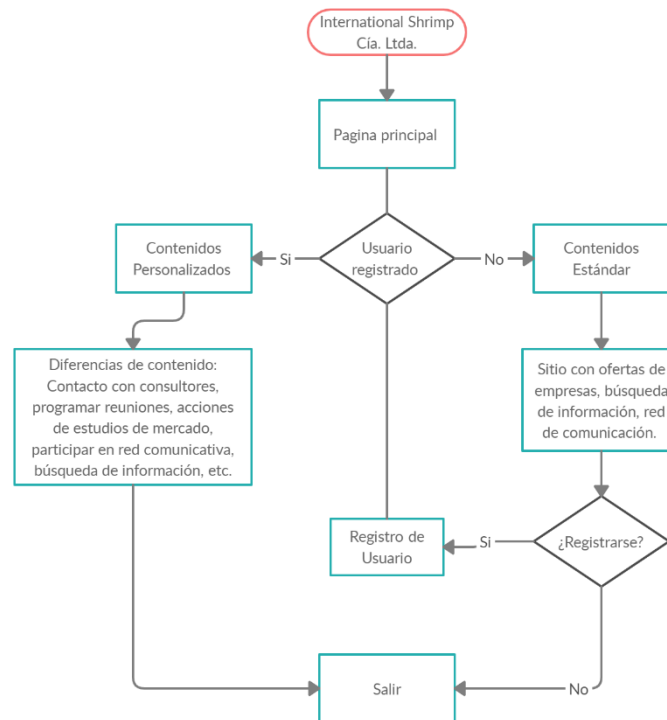 International Shrimp
Cía. Ltda.
Pagina principal
Contenidos
Personalizados
Si
Usuario
registrado
No
Contenidos
Estándar
Diferencias de contenido:
Contacto con consultores,
programar reuniones, acciones
de estudios de mercado,
participar en red comunicativa,
búsqueda de información, etc.
Sitio con ofertas de
empresas, búsqueda
de información, red
de comunicación.
Registro de
Usuario
Si
¿Registrarse?
Salir
No